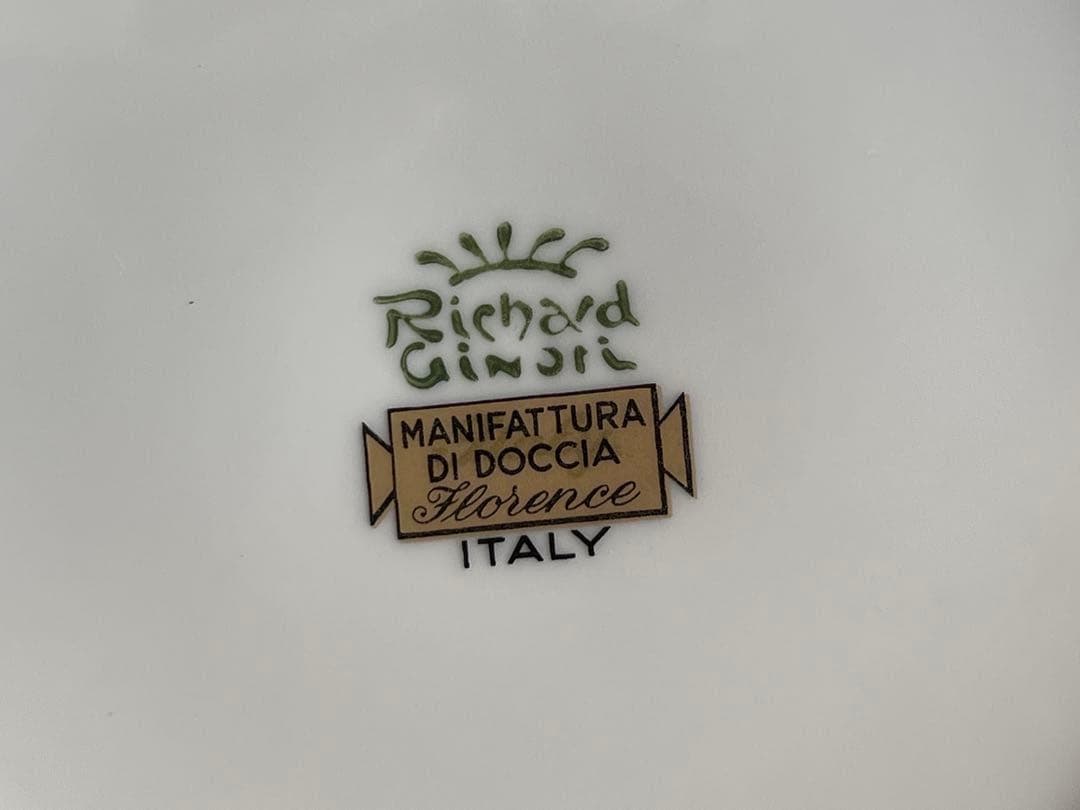 Richard
Ginori
MANIFATTURA
DI DOCCIA
Florence
ITALY